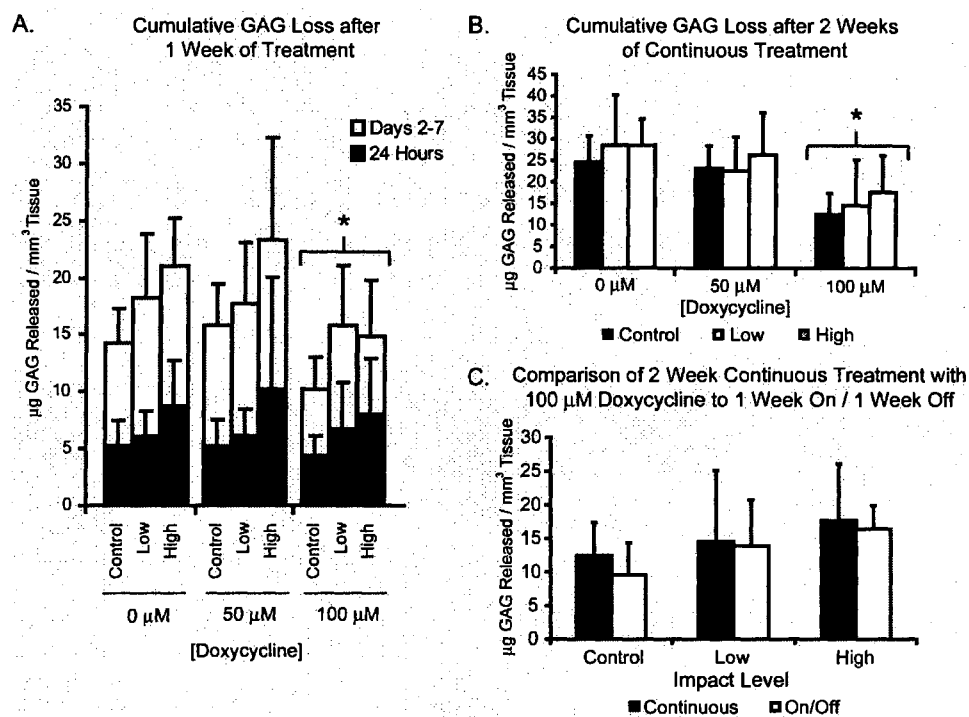 A.
Cumulative GAG Loss after
1 Week of Treatment
µg GAG Released / mm³ Tissue
35
30
25
20
15
10
5
0
Days 2-7
24 Hours
*
Control
Low
High
Control
Low
High
Control
Low
High
0 µM
50 µM
100 µM
[Doxycycline]
B.
Cumulative GAG Loss after 2 Weeks
of Continuous Treatment
µg GAG Released / mm³ Tissue
45
40
35
30
25
20
15
10
45
0
*
0 µM
50 µM
100 µM
[Doxycycline]
Control
Low
High
C.
Comparison of 2 Week Continuous Treatment with
100 µM Doxycycline to 1 Week On / 1 Week Off
µg GAG Released / mm³ Tissue
30
25
20
15
10
5
0
Control
Low
High
Impact Level
Continuous
On/Off